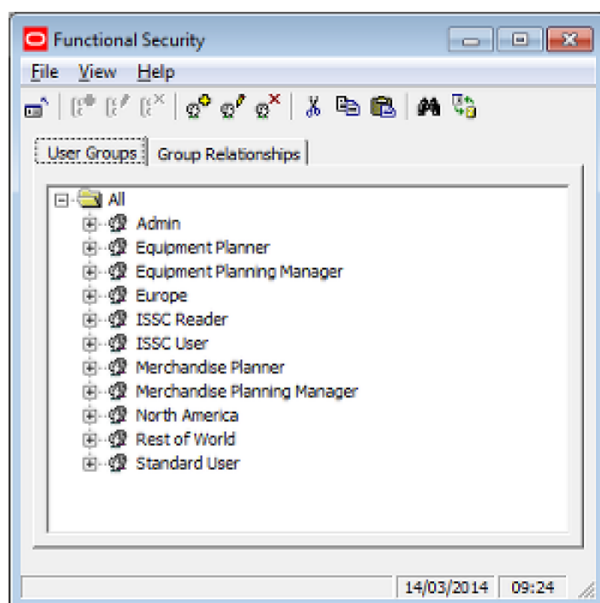 Functional Security
File View Help
User Groups Group Relationships
All
Admin
Equipment Planner
Equipment Planning Manager
Europe
ISSC Reader
ISSC User
Merchandise Planner
Merchandise Planning Manager
North America
Rest of World
Standard User
14/03/2014 09:24